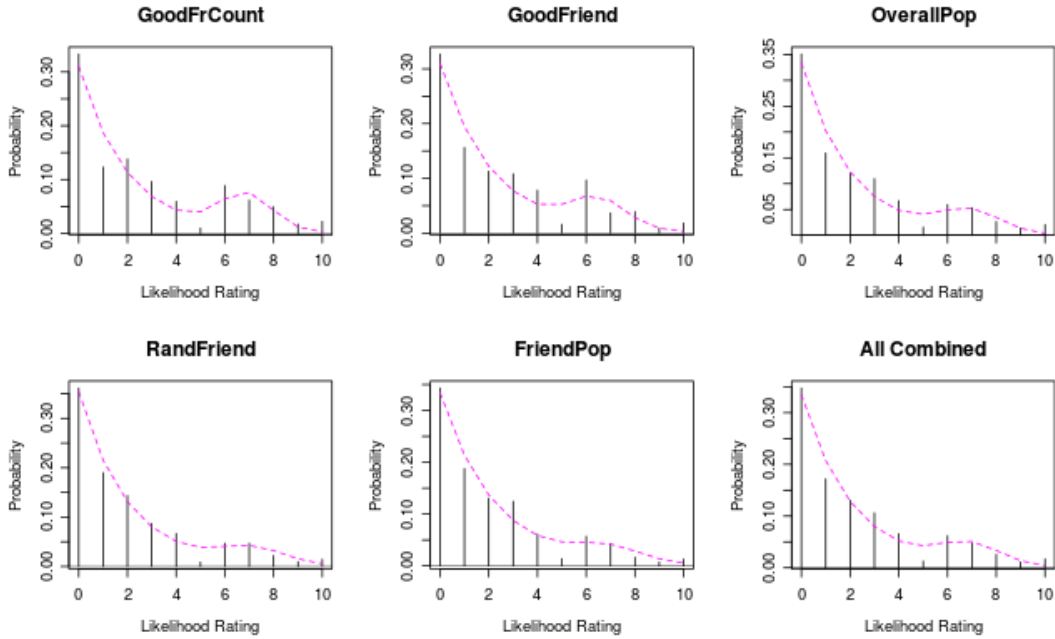 GoodFrCount GoodFriend OverallPop
Probability
0.00 0.10 0.20 0.30
0 2 4 6 8 10
Likelihood Rating
Probability
0.00 0.10 0.20 0.30
0 2 4 6 8 10
Likelihood Rating
Probability
0.05 0.15 0.25 0.35
0 2 4 6 8 10
Likelihood Rating
RandFriend FriendPop All Combined
Probability
0.00 0.10 0.20 0.30
0 2 4 6 8 10
Likelihood Rating
Probability
0.00 0.10 0.20 0.30
0 2 4 6 8 10
Likelihood Rating
Probability
0.00 0.10 0.20 0.30
0 2 4 6 8 10
Likelihood Rating